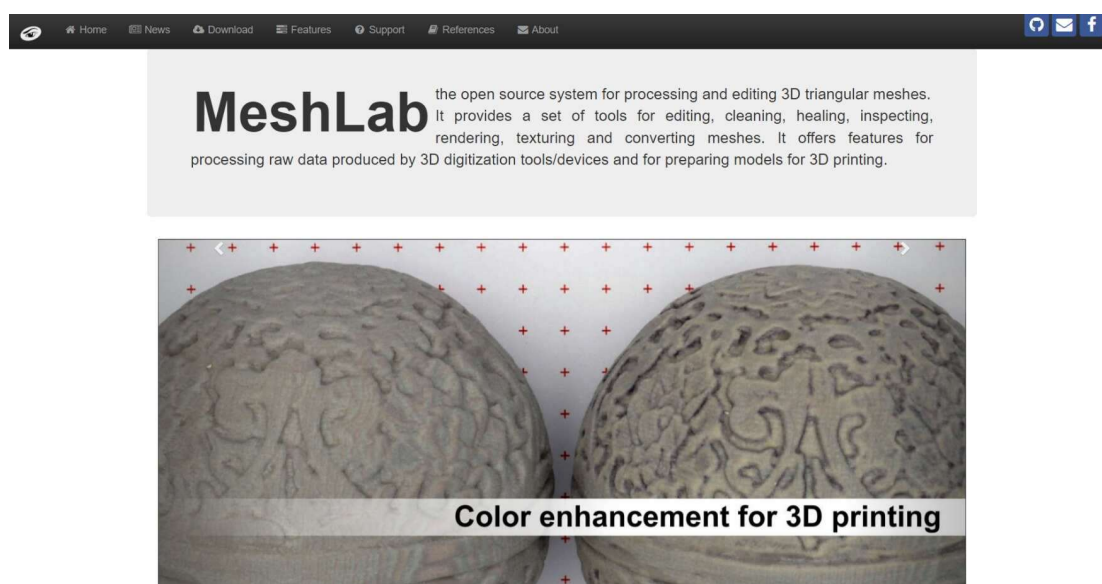 Home News Download Features Support References About
MeshLab the open source system for processing and editing 3D triangular meshes.
It provides a set of tools for editing, cleaning, healing, inspecting,
rendering, texturing and converting meshes. It offers features for
processing raw data produced by 3D digitization tools/devices and for preparing models for 3D printing.
Color enhancement for 3D printing